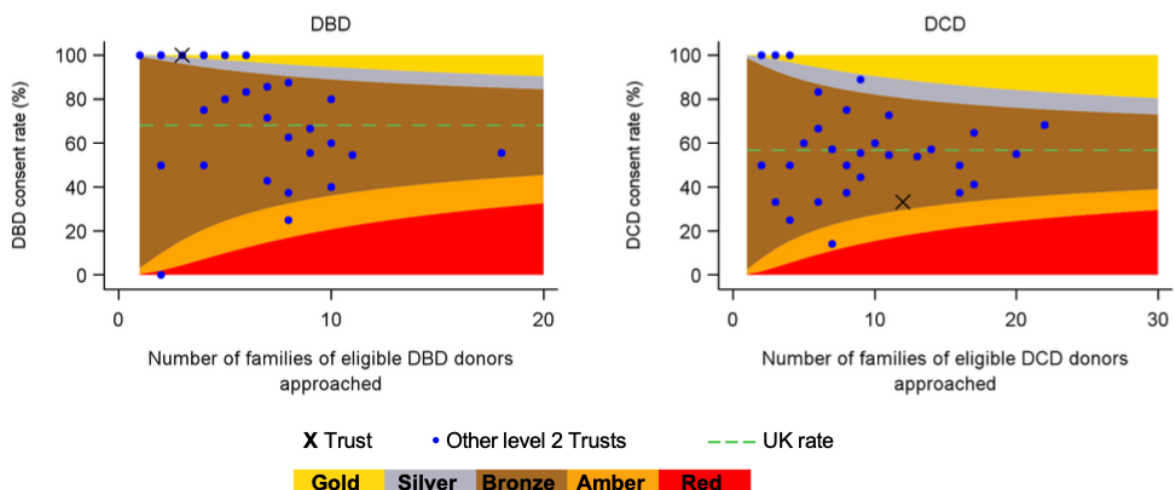 DBD
DCD
DBD consent rate (%)
100
80
60
40
20
0
0
10
20
Number of families of eligible DBD donors
approached
DCD consent rate (%)
100
80
60
40
20
0
0
10
20
30
Number of families of eligible DCD donors
approached
X Trust
Other level 2 Trusts
UK rate
Gold Silver Bronze Amber Red